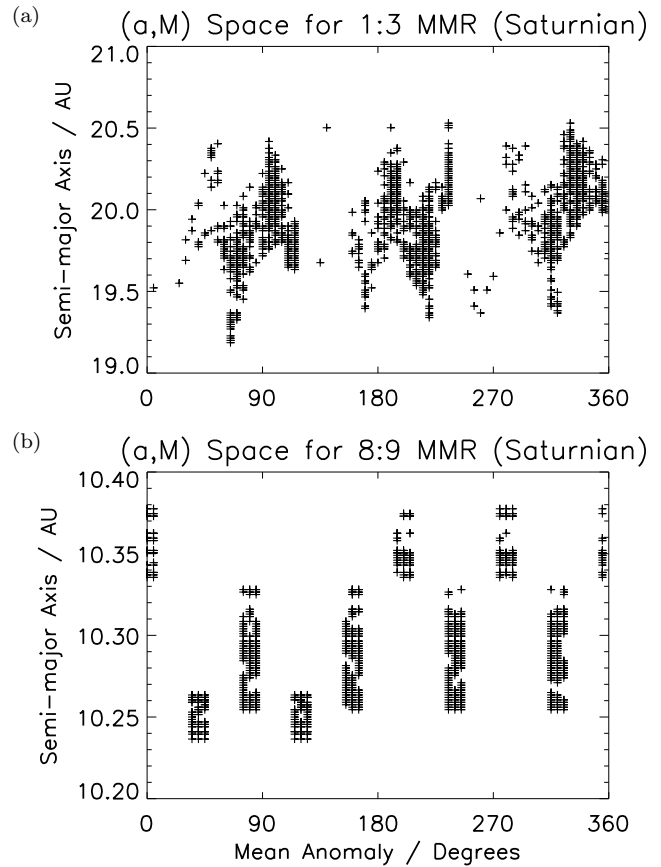 (a)
(a,M) Space for 1:3 MMR (Saturnian)
21.0
20.5
20.0
19.5
19.0
Semi-major Axis / AU
0 90 180 270 360
(b)
(a,M) Space for 8:9 MMR (Saturnian)
10.40
10.35
10.30
10.25
10.20
Semi-major Axis / AU
0 90 180 270 360
Mean Anomaly / Degrees